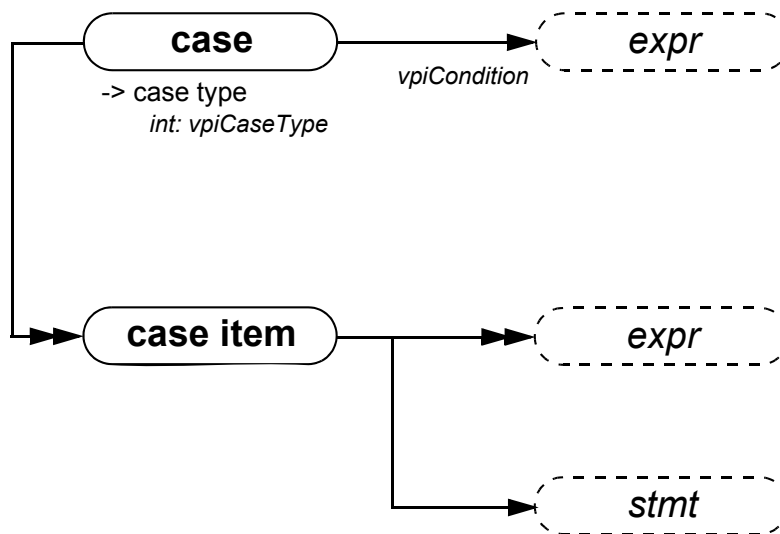 case
expr
vpiCondition
-> case type
int: vpiCaseType
case item
expr
stmt